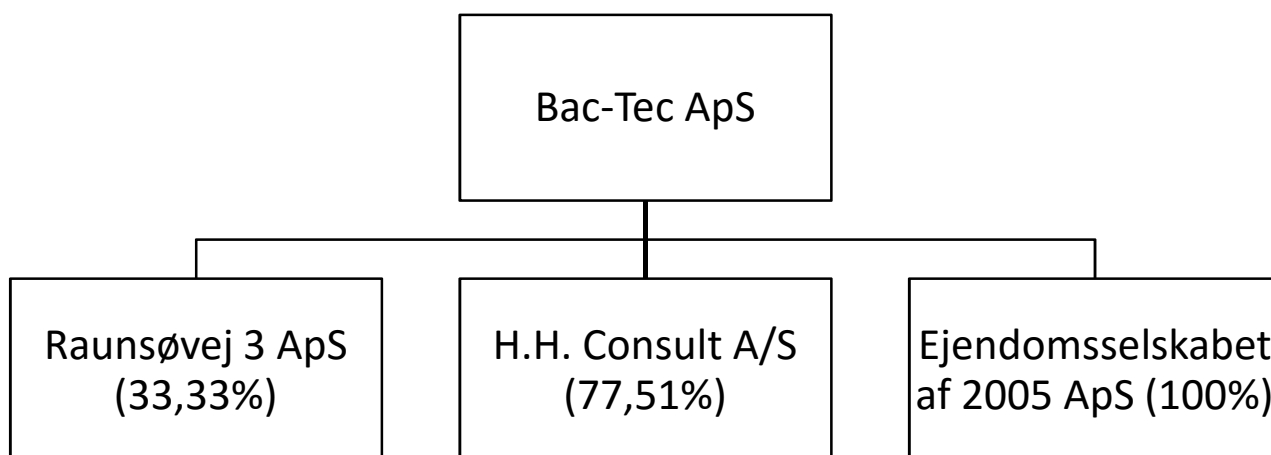 Bac-Tec ApS
Raunsøvej 3 ApS
(33,33%)
H.H. Consult A/S
(77,51%)
Ejendomsselskabet
af 2005 ApS (100%)